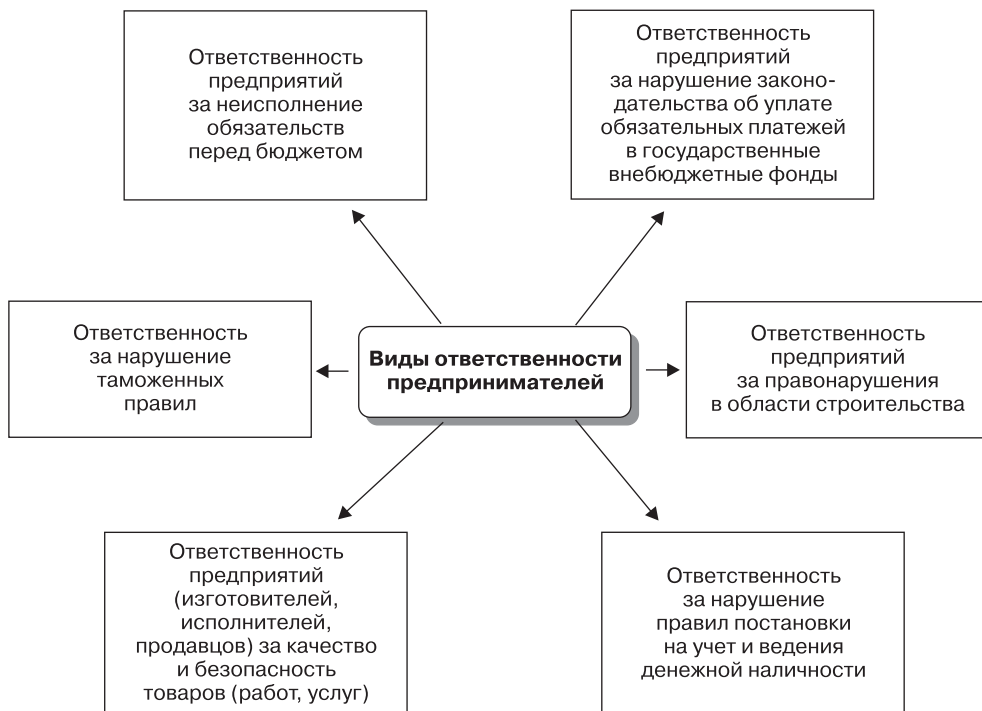 Ответственность
предприятий
за неисполнение
обязательств
перед бюджетом
Ответственность
предприятий
за нарушение законо-
дательства об уплате
обязательных платежей
в государственные
внебюджетные фонды
Ответственность
за нарушение
таможенных
правил
Виды ответственности
предпринимателей
Ответственность
предприятий
за правонарушения
в области строительства
Ответственность
предприятий
(изготовителей,
исполнителей,
продавцов) за качество
и безопасность
товаров (работ, услуг)
Ответственность
за нарушение
правил постановки
на учет и ведения
денежной наличности